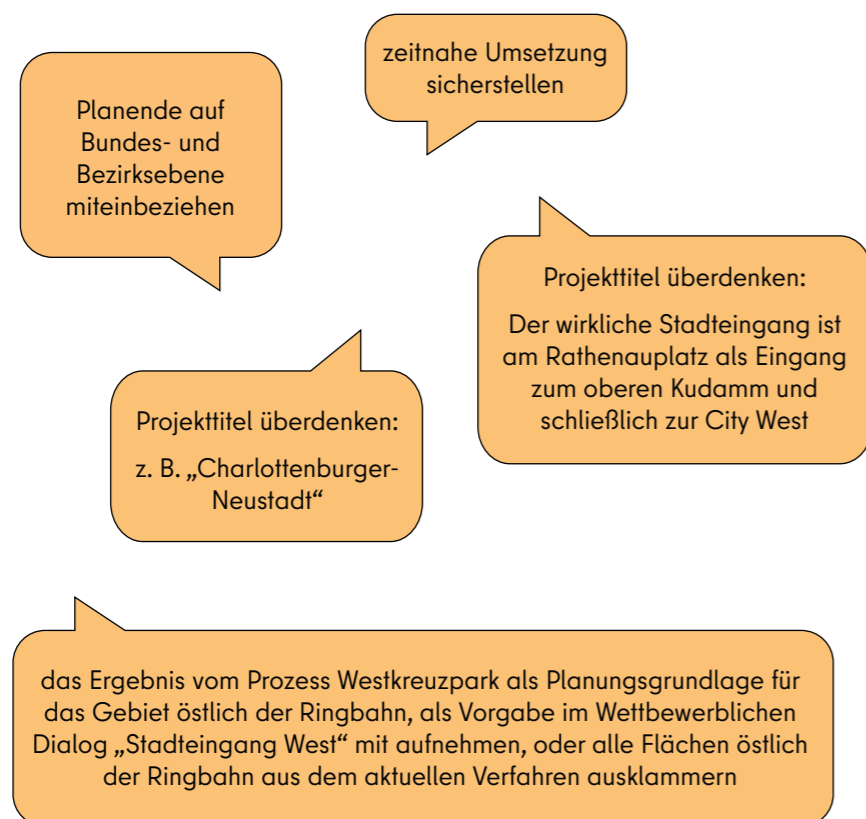 zeitnahe Umsetzung
sicherstellen
Planende auf
Bundes- und
Bezirksebene
miteinbeziehen
Projekttitel überdenken:
Der wirkliche Stadteingang ist
am Rathenauplatz als Eingang
zum oberen Kudamm und
schließlich zur City West
Projekttitel überdenken:
z. B. „Charlottenburger-
Neustadt“
das Ergebnis vom Prozess Westkreuzpark als Planungsgrundlage für
das Gebiet östlich der Ringbahn, als Vorgabe im Wettbewerblichen
Dialog „Stadteingang West“ mit aufnehmen, oder alle Flächen östlich
der Ringbahn aus dem aktuellen Verfahren ausklammern